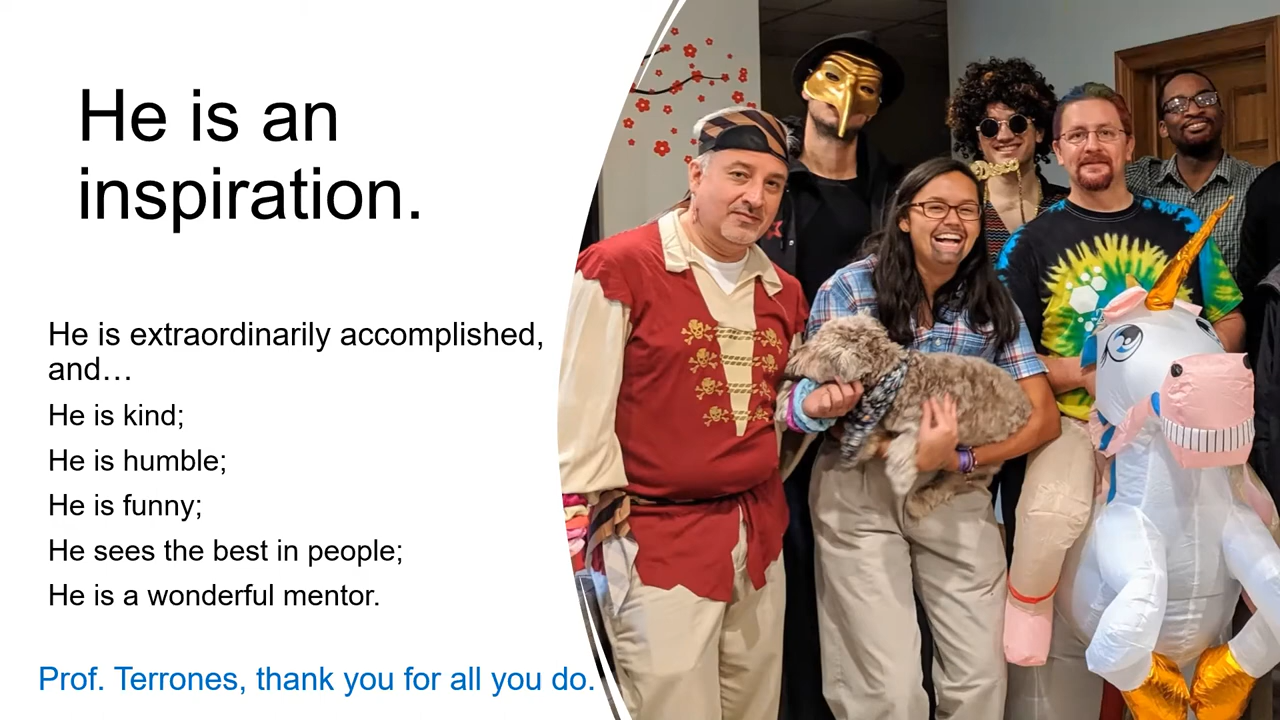 He is an
inspiration.
He is extraordinarily accomplished,
and…
He is kind;
He is humble;
He is funny;
He sees the best in people;
He is a wonderful mentor.
Prof. Terrones, thank you for all you do.
Disco